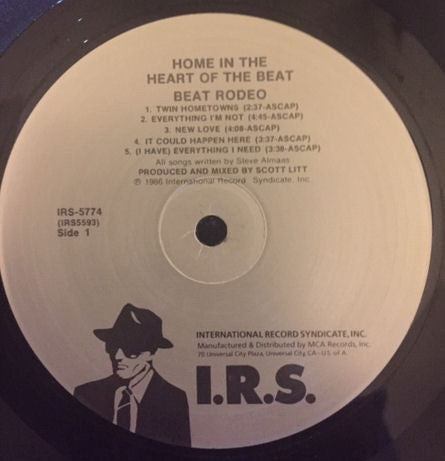 HOME IN THE
HEART OF THE BEAT
BEAT RODEO
1. TWIN HOMETOWNS (2:37-ASCAP)
2. EVERYTHING I'M NOT (4:45-ASCAP)
3. NEW LOVE (4:08-ASCAP)
4. IT COULD HAPPEN HERE (3:37-ASCAP)
5. (I HAVE) EVERYTHING I NEED (3:38-ASCAP)
All songs written by Steve Almaas
PRODUCED AND MIXED BY SCOTT LITT
℗ 1986 International Record Syndicate, Inc.
IRS-5774
(IRS5593)
Side 1
INTERNATIONAL RECORD SYNDICATE, INC.
Manufactured & Distributed by MCA Records, Inc.
70 Universal City Plaza, Universal City, CA - U.S. of A.
I.R.S.